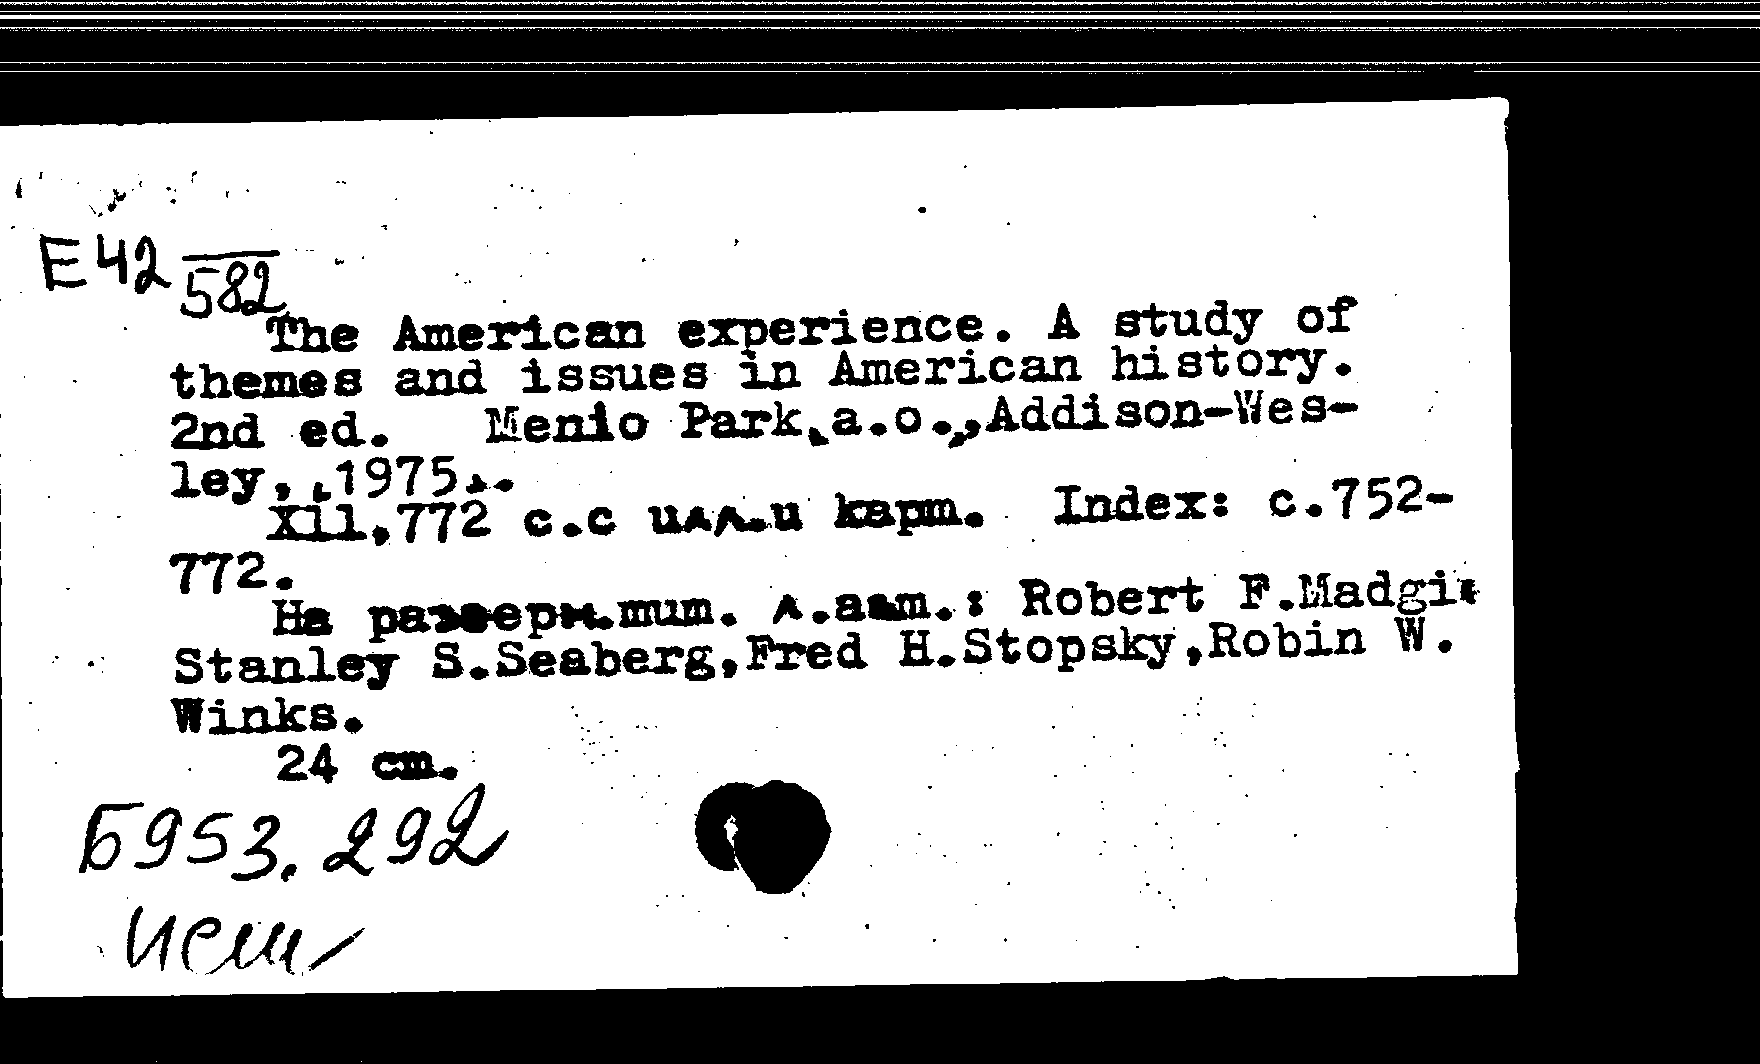 E42 582
The American experience. A study of
themes and issues in American history.
2nd ed. Menlo Park, a.o., Addison-Wes-
ley, 1975.
XII, 772 с.с илл.и карт. Index: c.752-
772.
На разверн.тит. л.авт.: Robert F.Madgi
Stanley S.Seaberg,Fred H.Stopsky,Robin W.
Winks.
24 cm.
Б953.292